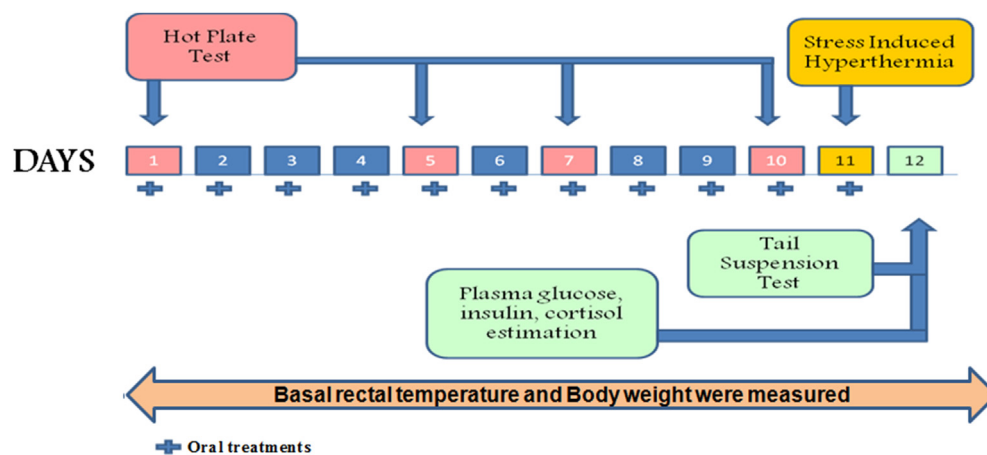 Hot Plate
Test
Stress Induced
Hyperthermia
DAYS
1 2 3 4 5 6 7 8 9 10 11 12
Tail
Suspension
Test
Plasma glucose,
insulin, cortisol
estimation
Basal rectal temperature and Body weight were measured
Oral treatments